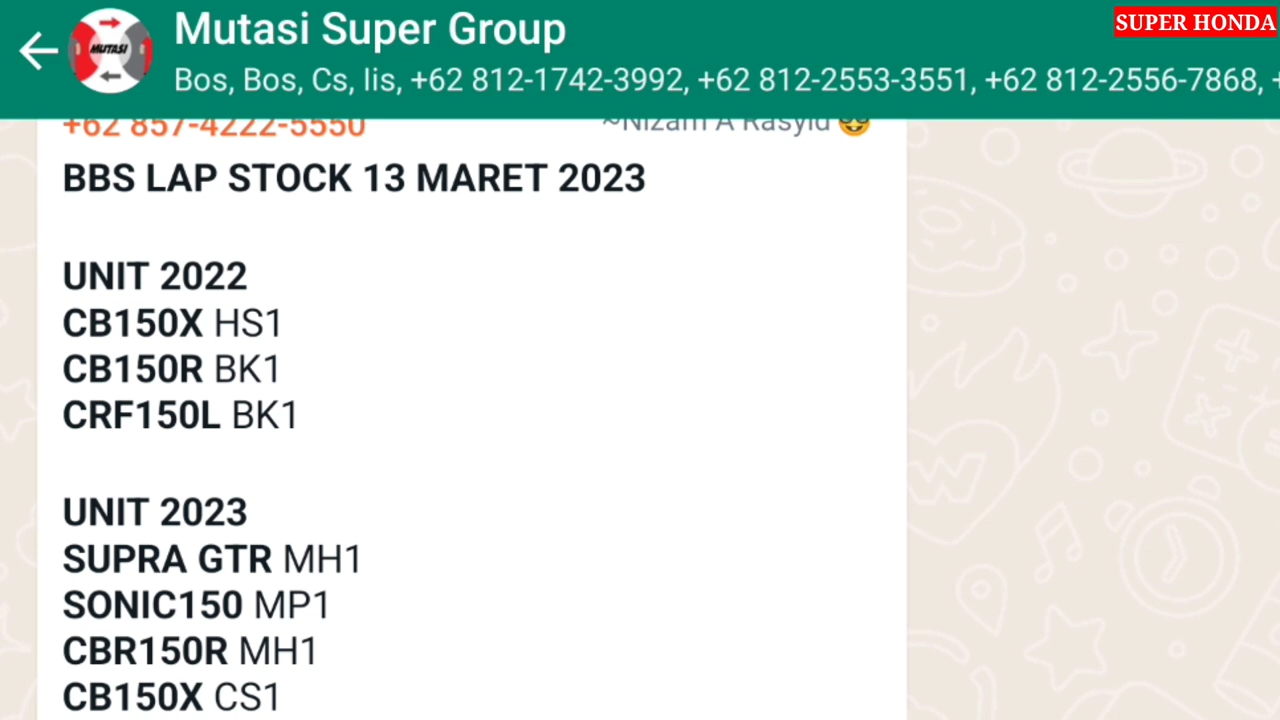 SUPER HONDA
MUTASI
Mutasi Super Group
Bos, Bos, Cs, Iis, +62 812-1742-3992, +62 812-2553-3551, +62 812-2556-7868, +
+62 857-4222-5550
~Nizam A Rasyid 😎
BBS LAP STOCK 13 MARET 2023
UNIT 2022
CB150X HS1
CB150R BK1
CRF150L BK1
UNIT 2023
SUPRA GTR MH1
SONIC150 MP1
CBR150R MH1
CB150X CS1